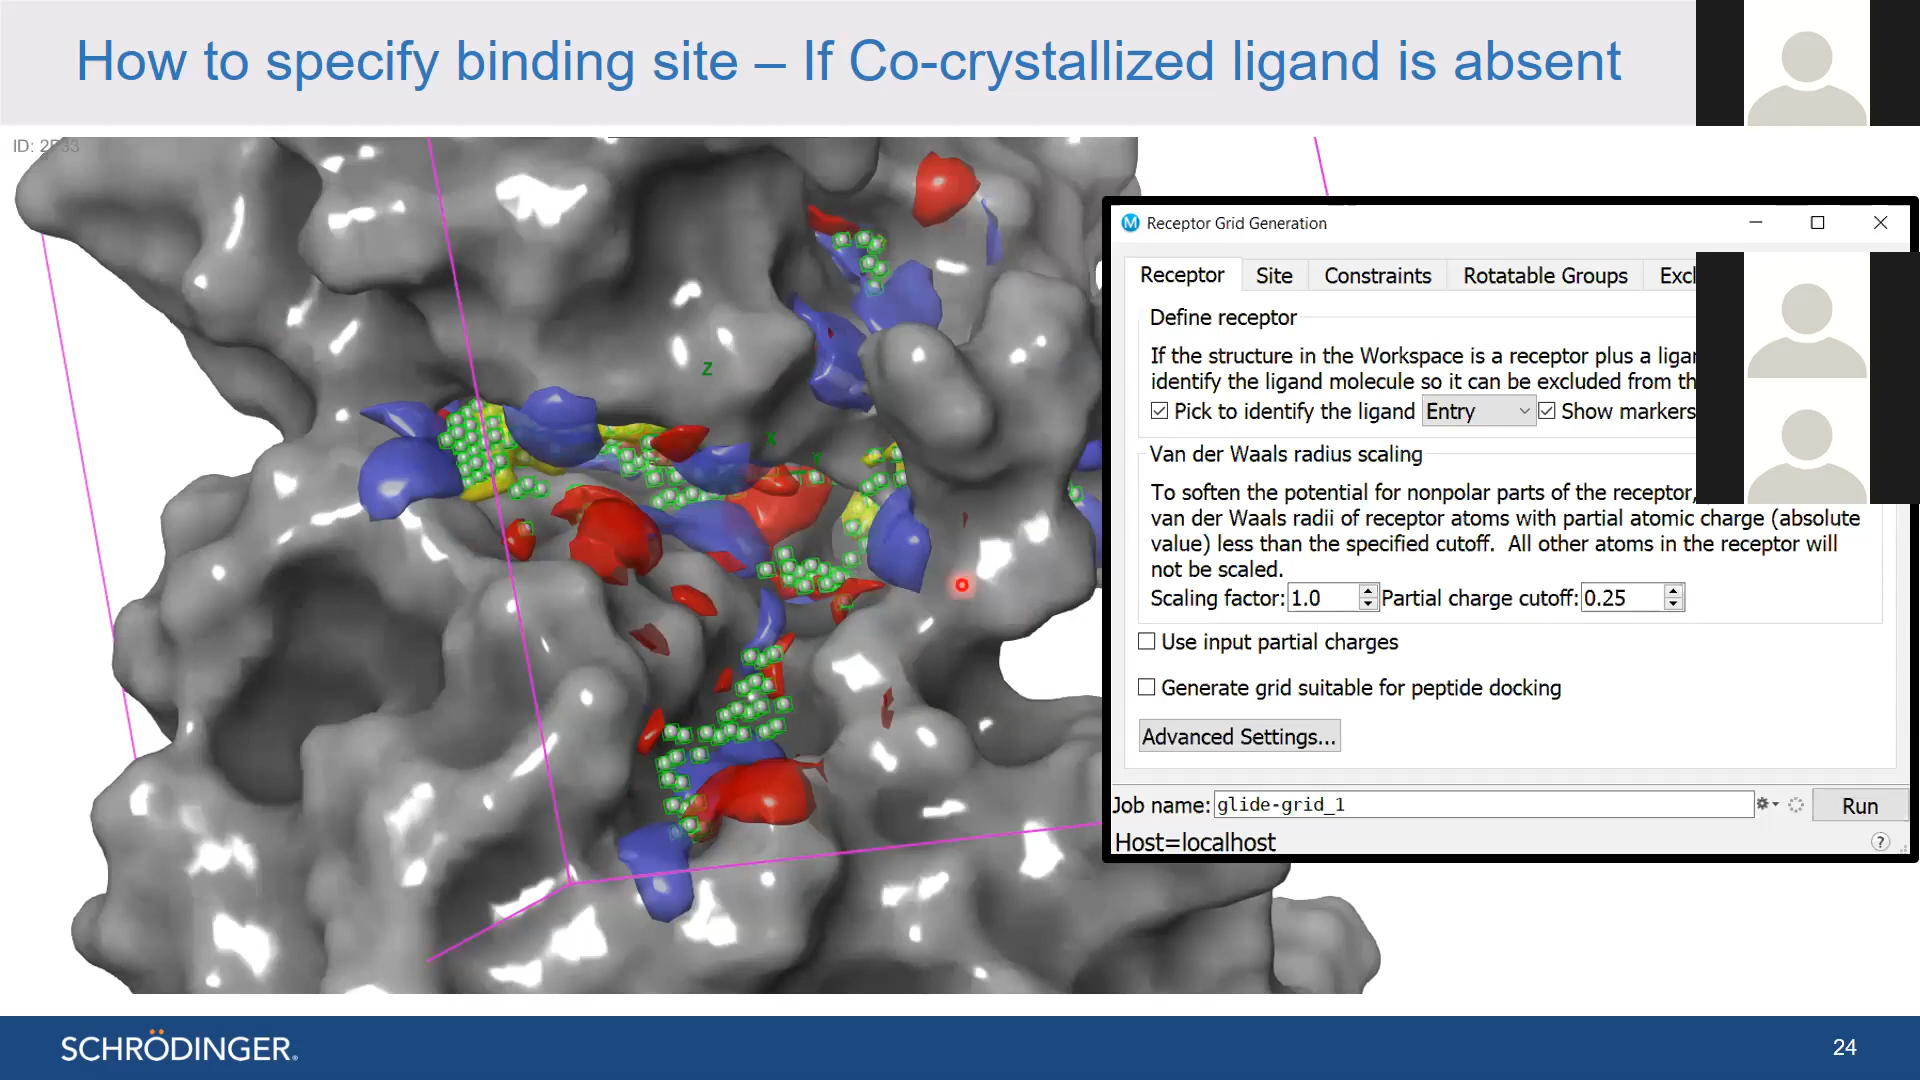 How to specify binding site – If Co-crystallized ligand is absent
ID: 2P33
Z
X
Y
Receptor Grid Generation
Receptor Site Constraints Rotatable Groups Excl
Define receptor
If the structure in the Workspace is a receptor plus a ligan
identify the ligand molecule so it can be excluded from th
Pick to identify the ligand Entry Show markers
Van der Waals radius scaling
To soften the potential for nonpolar parts of the receptor,
van der Waals radii of receptor atoms with partial atomic charge (absolute
value) less than the specified cutoff. All other atoms in the receptor will
not be scaled.
Scaling factor: 1.0 Partial charge cutoff: 0.25
Use input partial charges
Generate grid suitable for peptide docking
Advanced Settings...
Job name: glide-grid_1 Run
Host=localhost ?
SCHRÖDINGER.
24